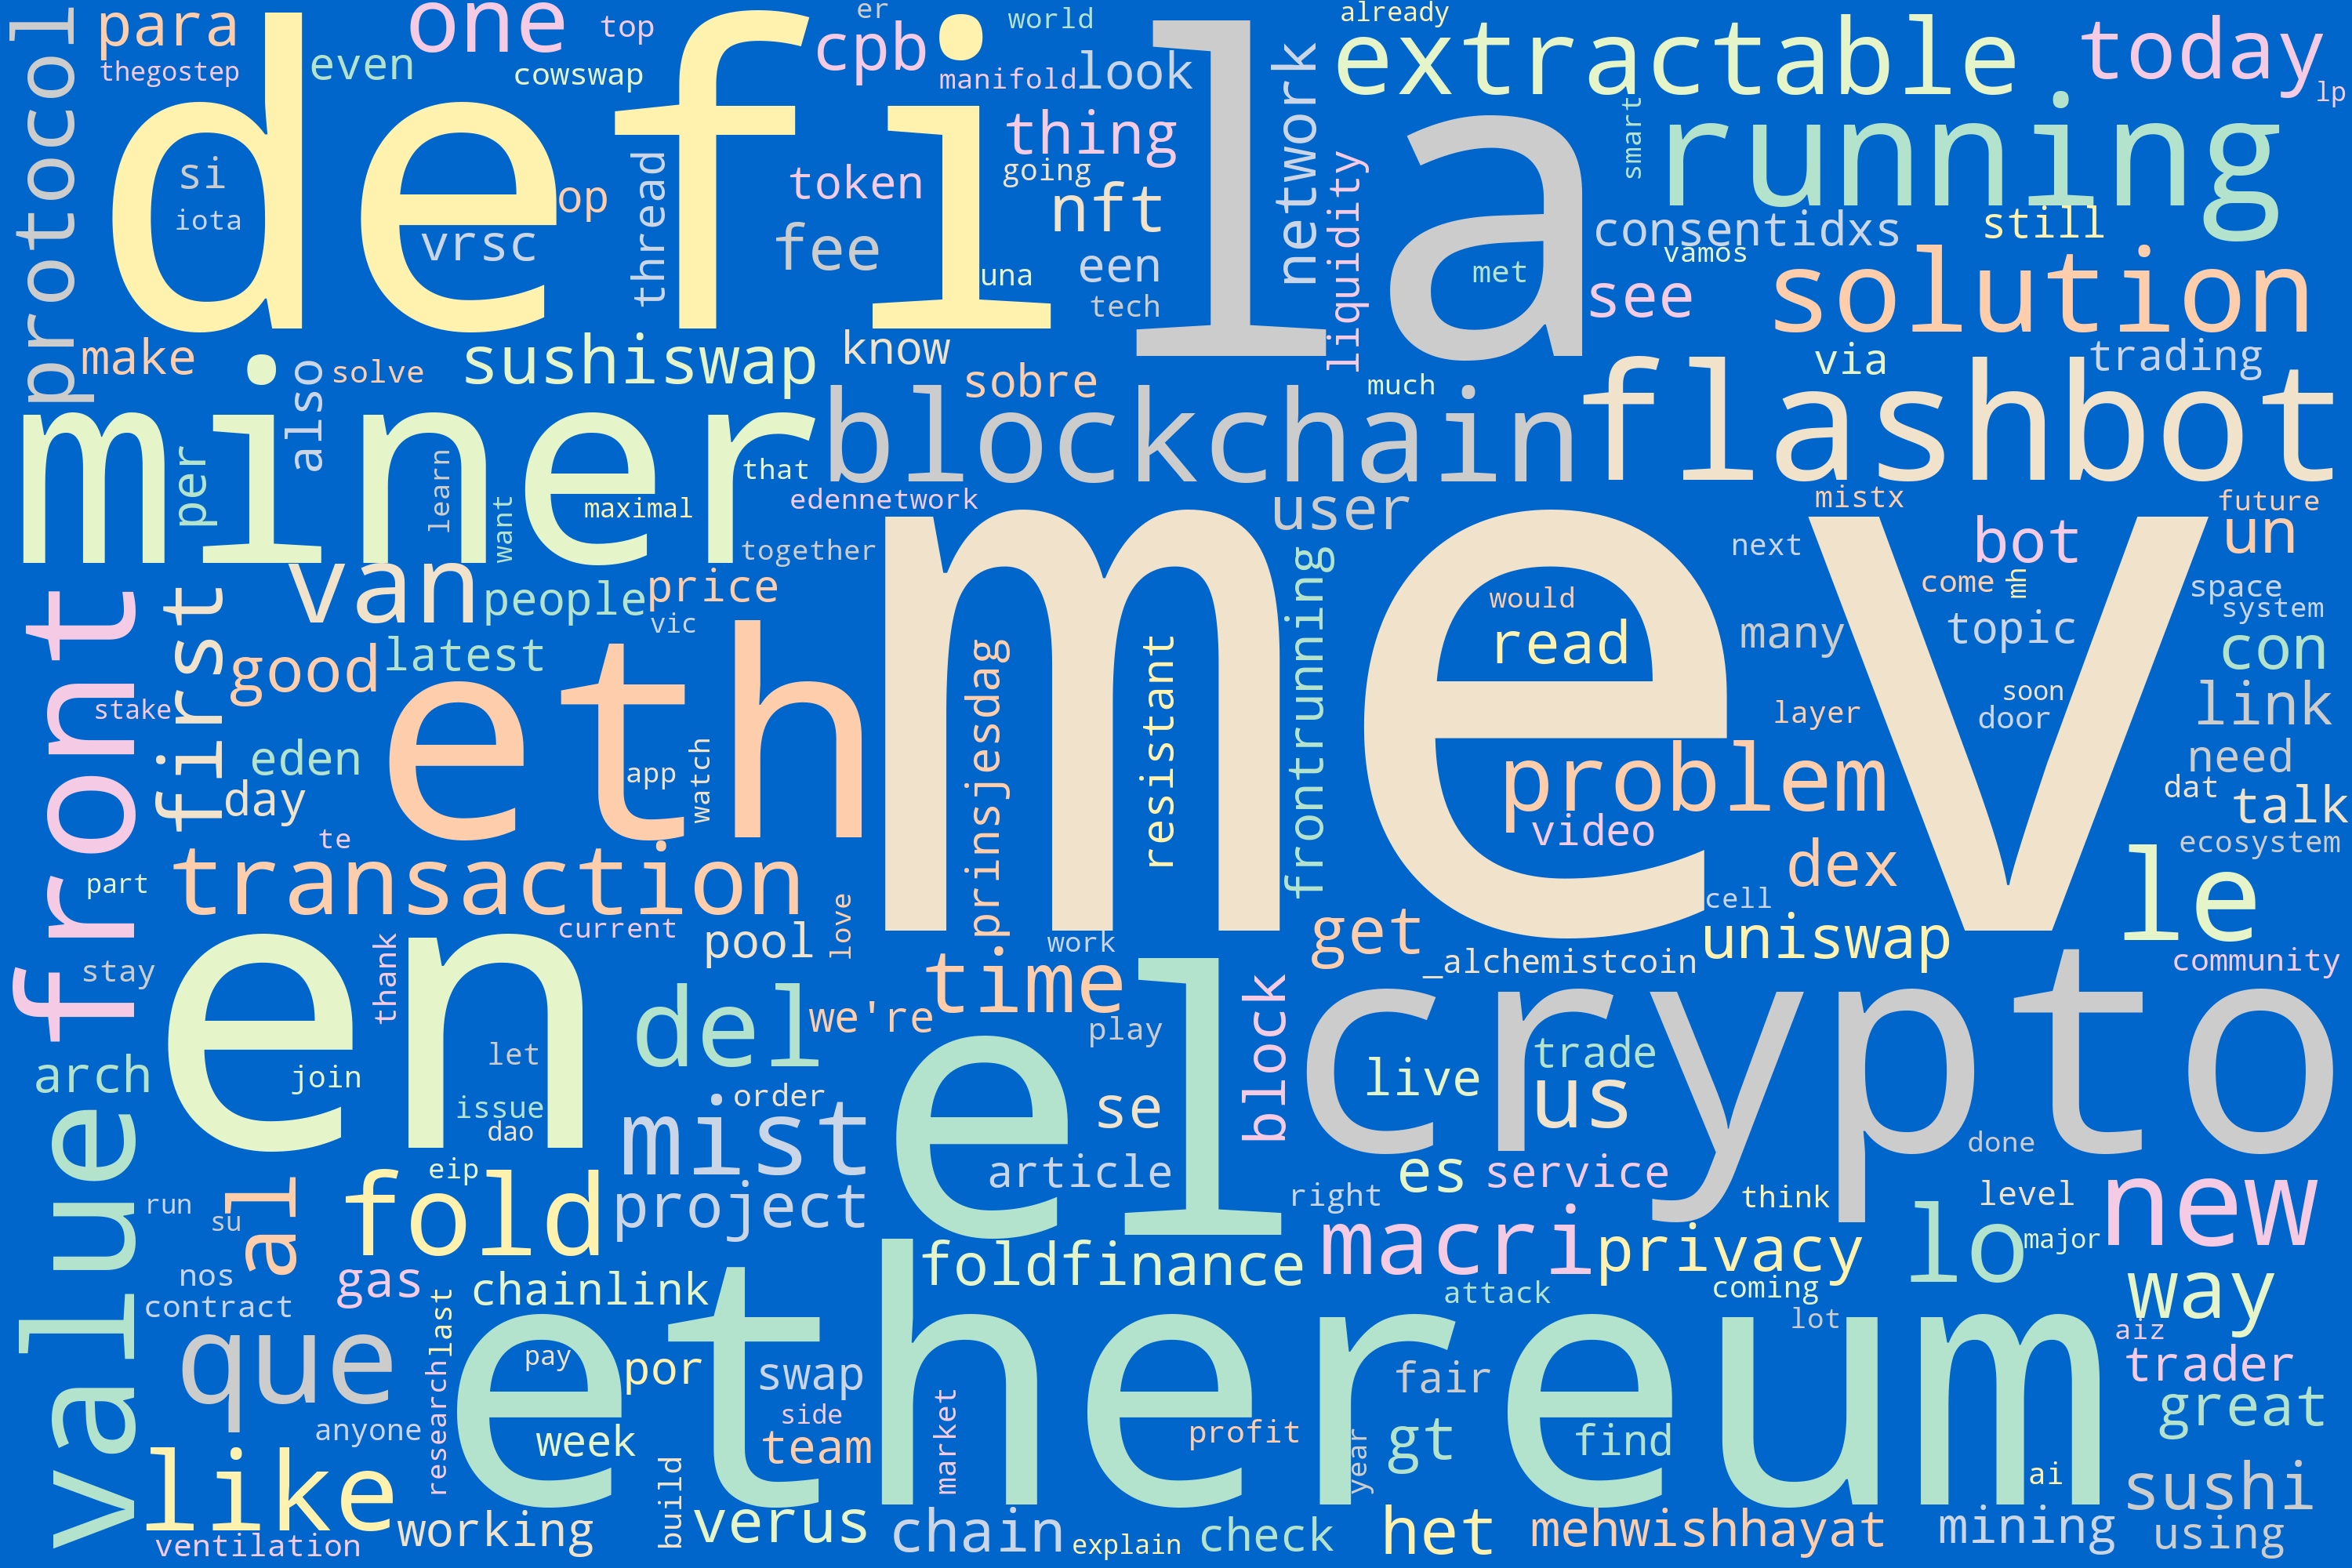 protocol
para
thegostep
defi
even
one
top
cowswap
er
cpb
manifold
world
look
la
already
extractable
today
lp
si
iota
vrsc
op
thread
token
fee
thing
going
nft
una
een
tech
network
liquidity
smart
running
consentidxs
still
vamos
met
see
solution
make
also
solve
sushiswap
know
sobre
much
via
trading
miner
per
learn
want
maximal
that
blockchain
flashbot
edennetwork
together
user
mistx
future
next
bot
un
front
first
van
people
price
vic
mev
frontrunning
would
read
many
come
mh
topic
space
system
con
good
latest
stake
eth
prinsjesdag
resistant
layer
soon
door
link
eden
day
app
watch
problem
video
need
dat
talk
te
ecosystem
transaction
part
current
love
dex
cell
le
pool
work
get
_alchemistcoin
uniswap
community
stay
en
thank
time
del
we're
el
play
block
crypto
arch
join
let
issue
dao
order
se
live
trade
us
done
value
mist
eip
article
es
service
think
level
run
su
al
fold
project
right
macri
privacy
lo
major
new
nos
contract
gas
last
chainlink
foldfinance
attack
coming
lot
way
aiz
que
ethereum
pay
por
swap
fair
trader
great
anyone
research
week
side
team
market
profit
year
gt
find
ai
sushi
like
ventilation
working
build
verus
chain
explain
check
het
mehwishhayat
mining
using